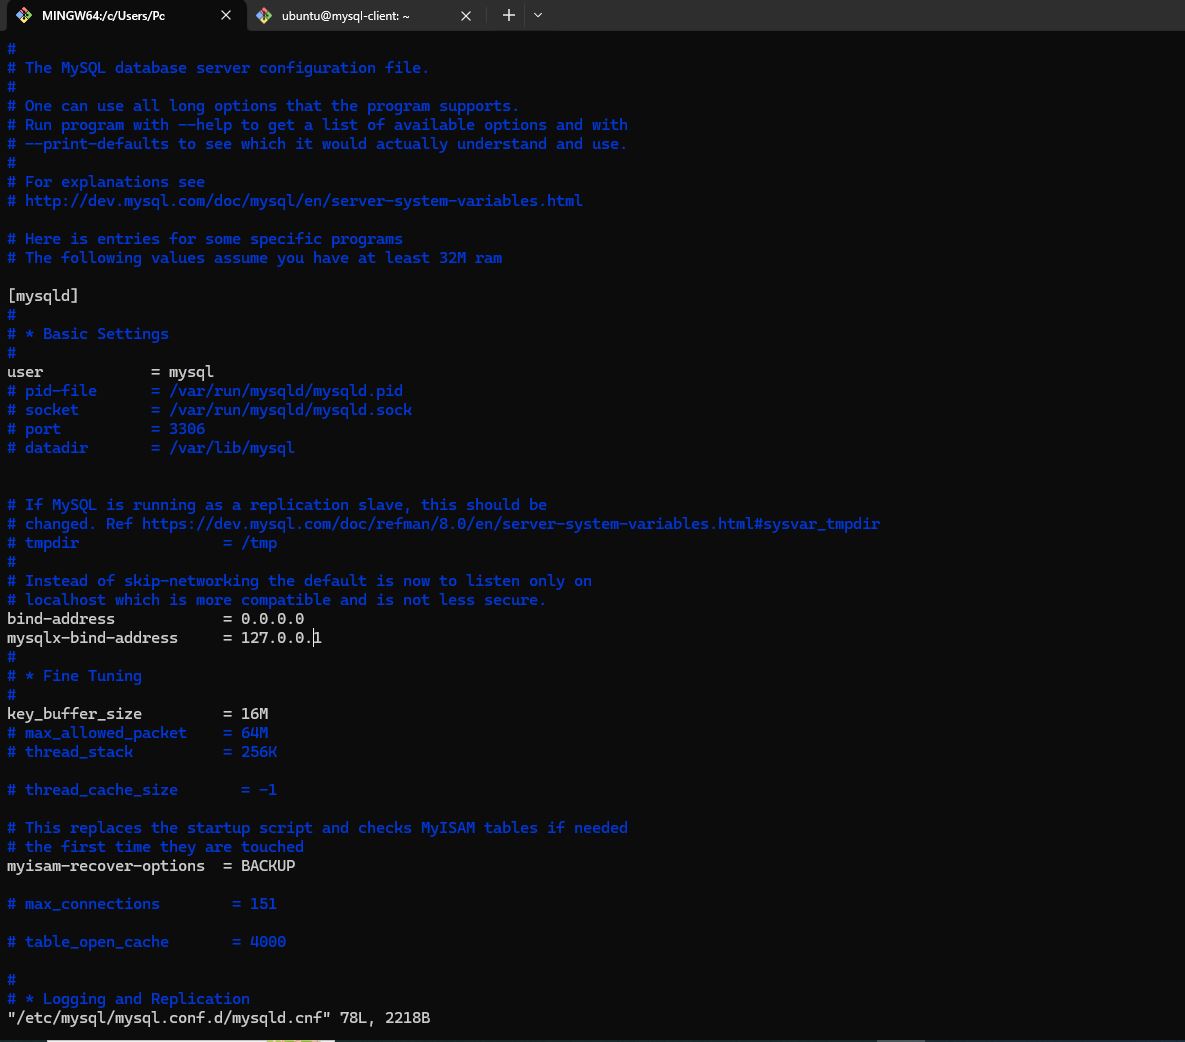 MINGW64:/c/Users/Pc
ubuntu@mysql-client: ~
#
# The MySQL database server configuration file.
#
# One can use all long options that the program supports.
# Run program with --help to get a list of available options and with
# --print-defaults to see which it would actually understand and use.
#
# For explanations see
# http://dev.mysql.com/doc/mysql/en/server-system-variables.html
# Here is entries for some specific programs
# The following values assume you have at least 32M ram
[mysqld]
#
# * Basic Settings
#
user            = mysql
# pid-file      = /var/run/mysqld/mysqld.pid
# socket        = /var/run/mysqld/mysqld.sock
# port          = 3306
# datadir       = /var/lib/mysql
# If MySQL is running as a replication slave, this should be
# changed. Ref https://dev.mysql.com/doc/refman/8.0/en/server-system-variables.html#sysvar_tmpdir
# tmpdir                = /tmp
#
# Instead of skip-networking the default is now to listen only on
# localhost which is more compatible and is not less secure.
bind-address            = 0.0.0.0
mysqlx-bind-address     = 127.0.0.1
#
# * Fine Tuning
#
key_buffer_size         = 16M
# max_allowed_packet    = 64M
# thread_stack          = 256K
# thread_cache_size       = -1
# This replaces the startup script and checks MyISAM tables if needed
# the first time they are touched
myisam-recover-options  = BACKUP
# max_connections        = 151
# table_open_cache       = 4000
#
# * Logging and Replication
"/etc/mysql/mysql.conf.d/mysqld.cnf" 78L, 2218B